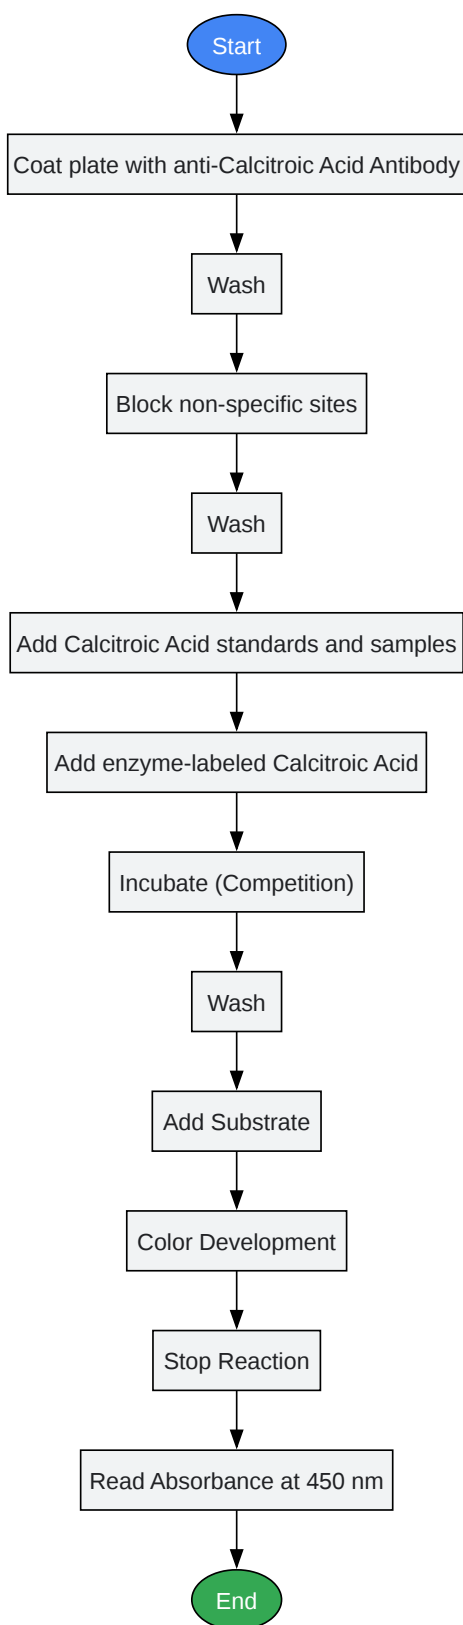 Start
Coat plate with anti-Calcitroic Acid Antibody
Wash
Block non-specific sites
Wash
Add Calcitroic Acid standards and samples
Add enzyme-labeled Calcitroic Acid
Incubate (Competition)
Wash
Add Substrate
Color Development
Stop Reaction
Read Absorbance at 450 nm
End